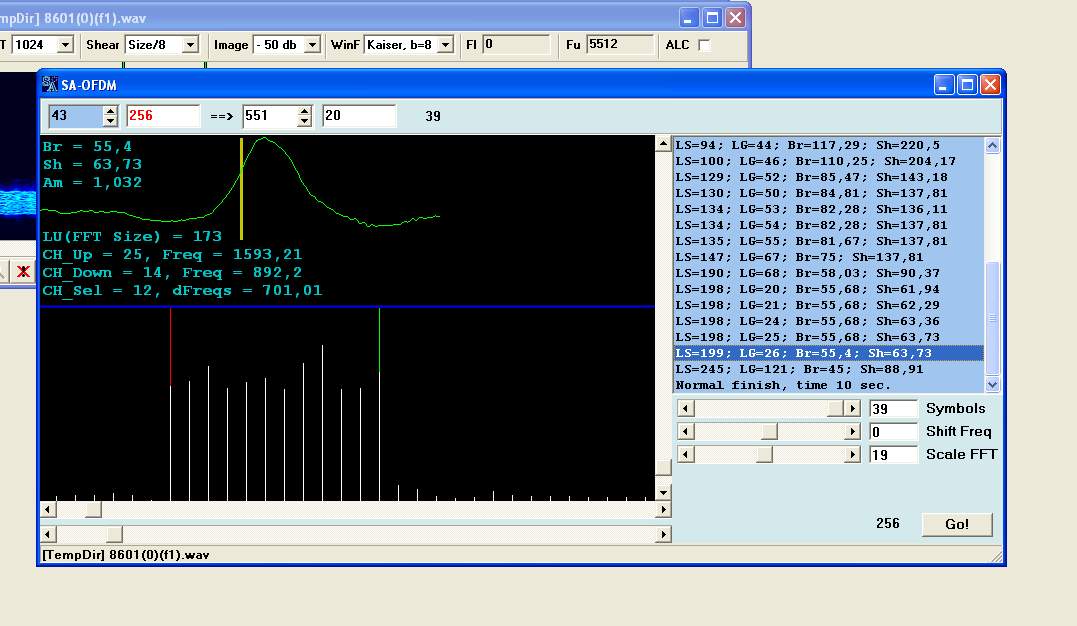 mpDir] 8601(0)(f1).wav
T 1024 Shear Size/8 Image - 50 db WinF Kaiser, b=8 Fl 0 Fu 5512 ALC
SA-OFDM
43 256 ==> 551 20 39
Br = 55,4
Sh = 63,73
Am = 1,032
LU(FFT Size) = 173
CH_Up = 25, Freq = 1593,21
CH_Down = 14, Freq = 892,2
CH_Sel = 12, dFreqs = 701,01
LS=94; LG=44; Br=117,29; Sh=220,5
LS=100; LG=46; Br=110,25; Sh=204,17
LS=129; LG=52; Br=85,47; Sh=143,18
LS=130; LG=50; Br=84,81; Sh=137,81
LS=134; LG=53; Br=82,28; Sh=136,11
LS=134; LG=54; Br=82,28; Sh=137,81
LS=135; LG=55; Br=81,67; Sh=137,81
LS=147; LG=67; Br=75; Sh=137,81
LS=190; LG=68; Br=58,03; Sh=90,37
LS=198; LG=20; Br=55,68; Sh=61,94
LS=198; LG=21; Br=55,68; Sh=62,29
LS=198; LG=24; Br=55,68; Sh=63,36
LS=198; LG=25; Br=55,68; Sh=63,73
LS=199; LG=26; Br=55,4; Sh=63,73
LS=245; LG=121; Br=45; Sh=88,91
Normal finish, time 10 sec.
39 Symbols
0 Shift Freq
19 Scale FFT
256 Go!
[TempDir] 8601(0)(f1).wav